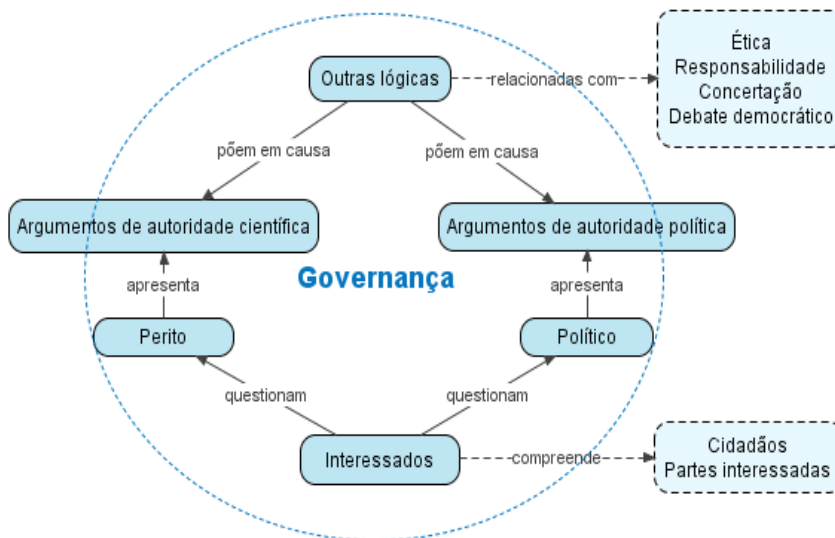 Ética
Responsabilidade
Concertação
Debate democrático
Outras lógicas
relacionadas com
põem em causa
põem em causa
Argumentos de autoridade científica
Argumentos de autoridade política
Governança
apresenta
apresenta
Perito
Político
questionam
questionam
Interessados
compreende
Cidadãos
Partes interessadas